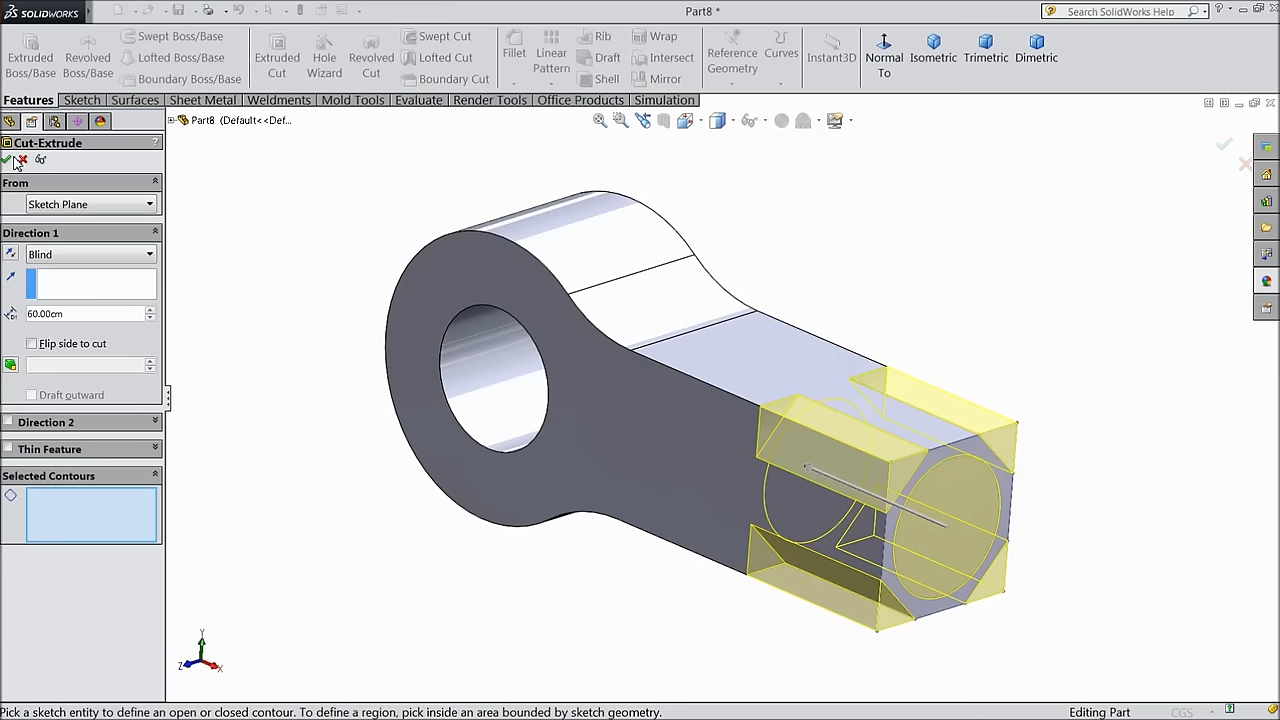 SOLIDWORKS
Part8 *
Search SolidWorks Help
Extruded Boss/Base
Revolved Boss/Base
Swept Boss/Base
Lofted Boss/Base
Boundary Boss/Base
Extruded Cut
Hole Wizard
Revolved Cut
Swept Cut
Lofted Cut
Boundary Cut
Fillet
Linear Pattern
Rib
Draft
Shell
Wrap
Intersect
Mirror
Reference Geometry
Curves
Instant3D
Normal To
Isometric
Trimetric
Dimetric
Features
Sketch
Surfaces
Sheet Metal
Weldments
Mold Tools
Evaluate
Render Tools
Office Products
Simulation
Part8 (Default<<Def...
Cut-Extrude
?
From
Sketch Plane
Direction 1
Blind
60.00cm
Flip side to cut
Draft outward
Direction 2
Thin Feature
Selected Contours
Y
Z
X
Pick a sketch entity to define an open or closed contour. To define a region, pick inside an area bounded by sketch geometry.
Editing Part
CGS